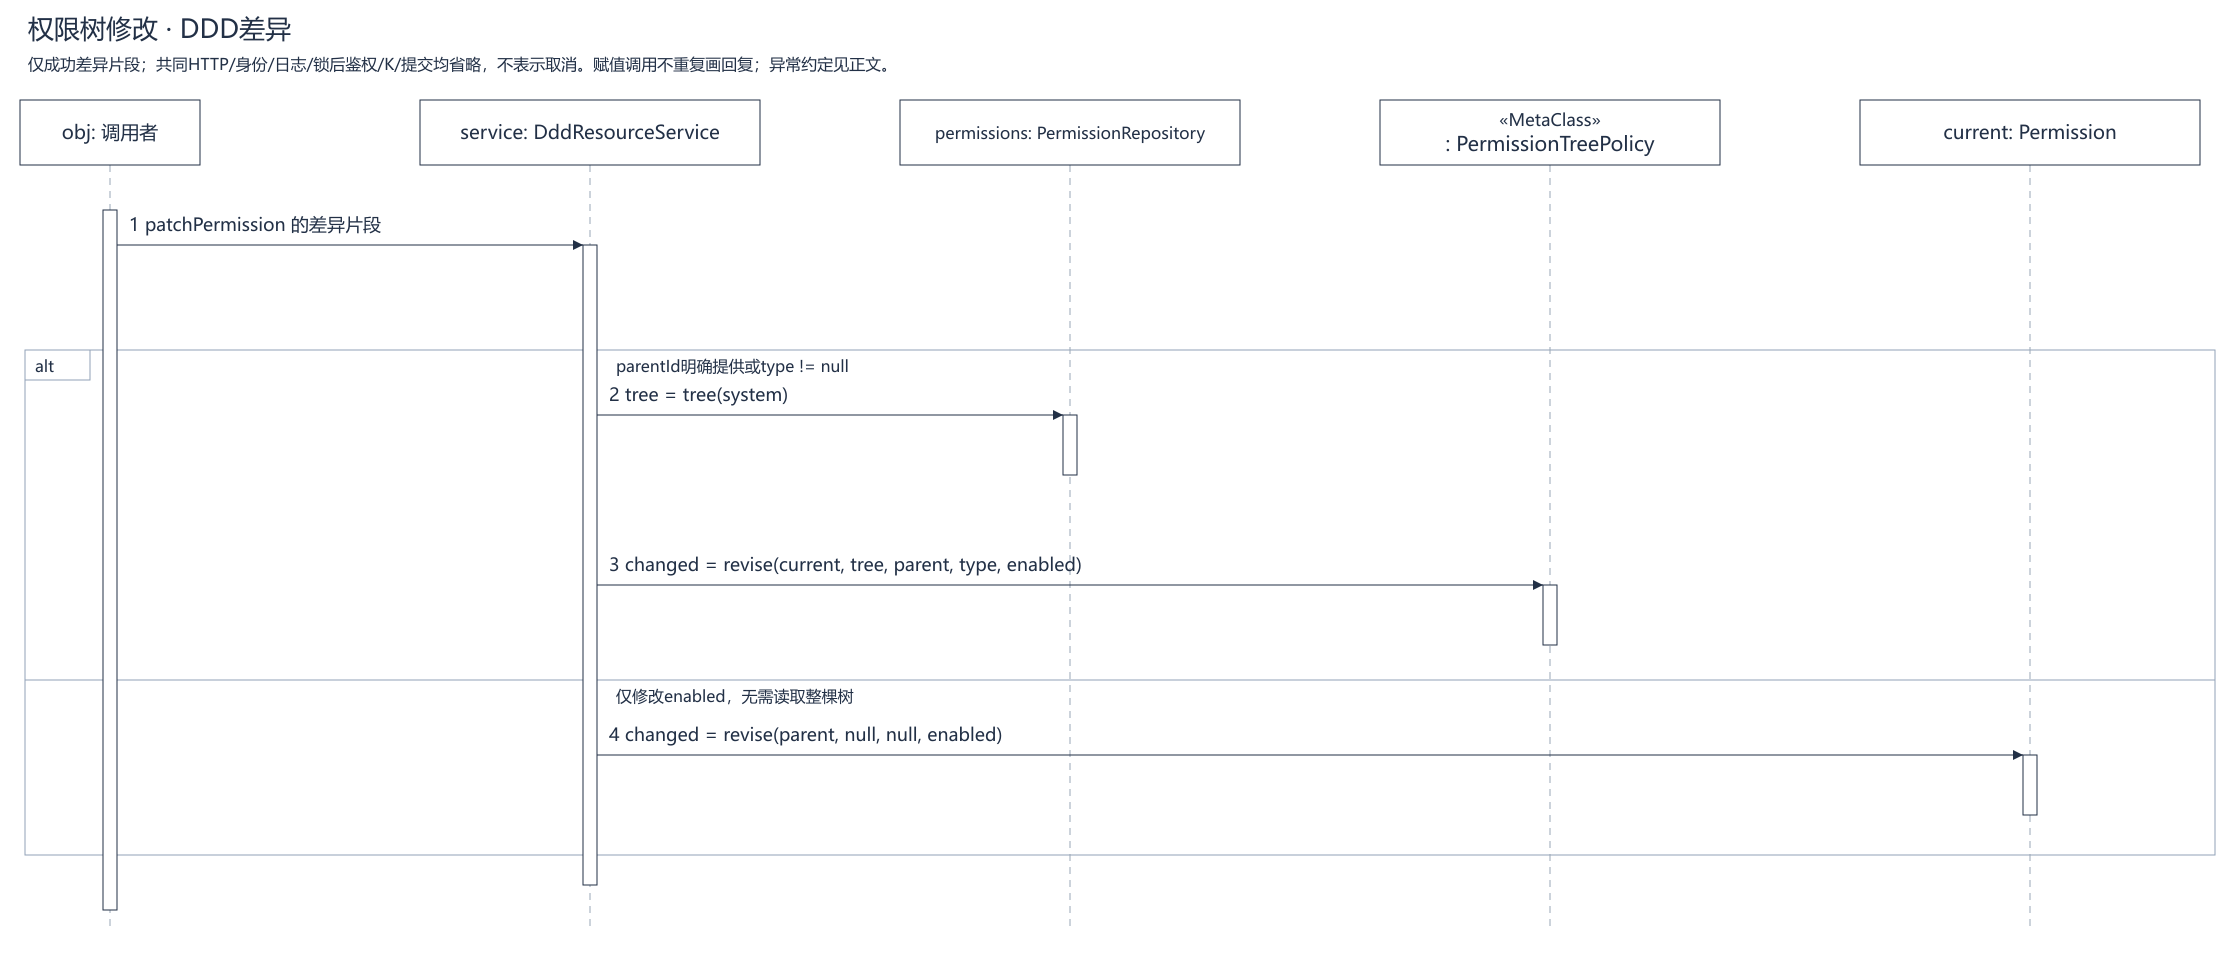 权限树修改 · DDD差异
仅成功差异片段；共同HTTP/身份/日志/锁后鉴权/K/提交均省略，不表示取消。赋值调用不重复画回复；异常约定见正文。
obj: 调用者
service: DddResourceService
permissions: PermissionRepository
«MetaClass»
: PermissionTreePolicy
current: Permission
1 patchPermission 的差异片段
alt
parentId明确提供或type != null
2 tree = tree(system)
3 changed = revise(current, tree, parent, type, enabled)
仅修改enabled，无需读取整棵树
4 changed = revise(parent, null, null, enabled)